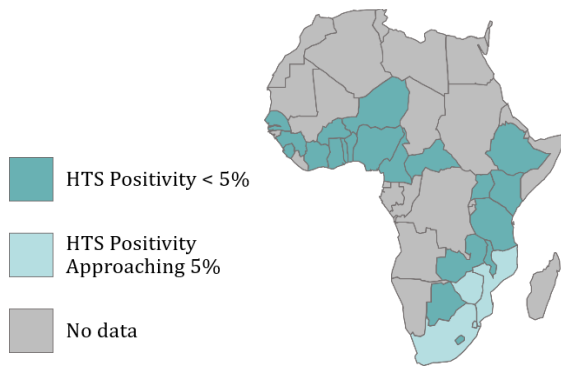 HTS Positivity < 5%
HTS Positivity
Approaching 5%
No data